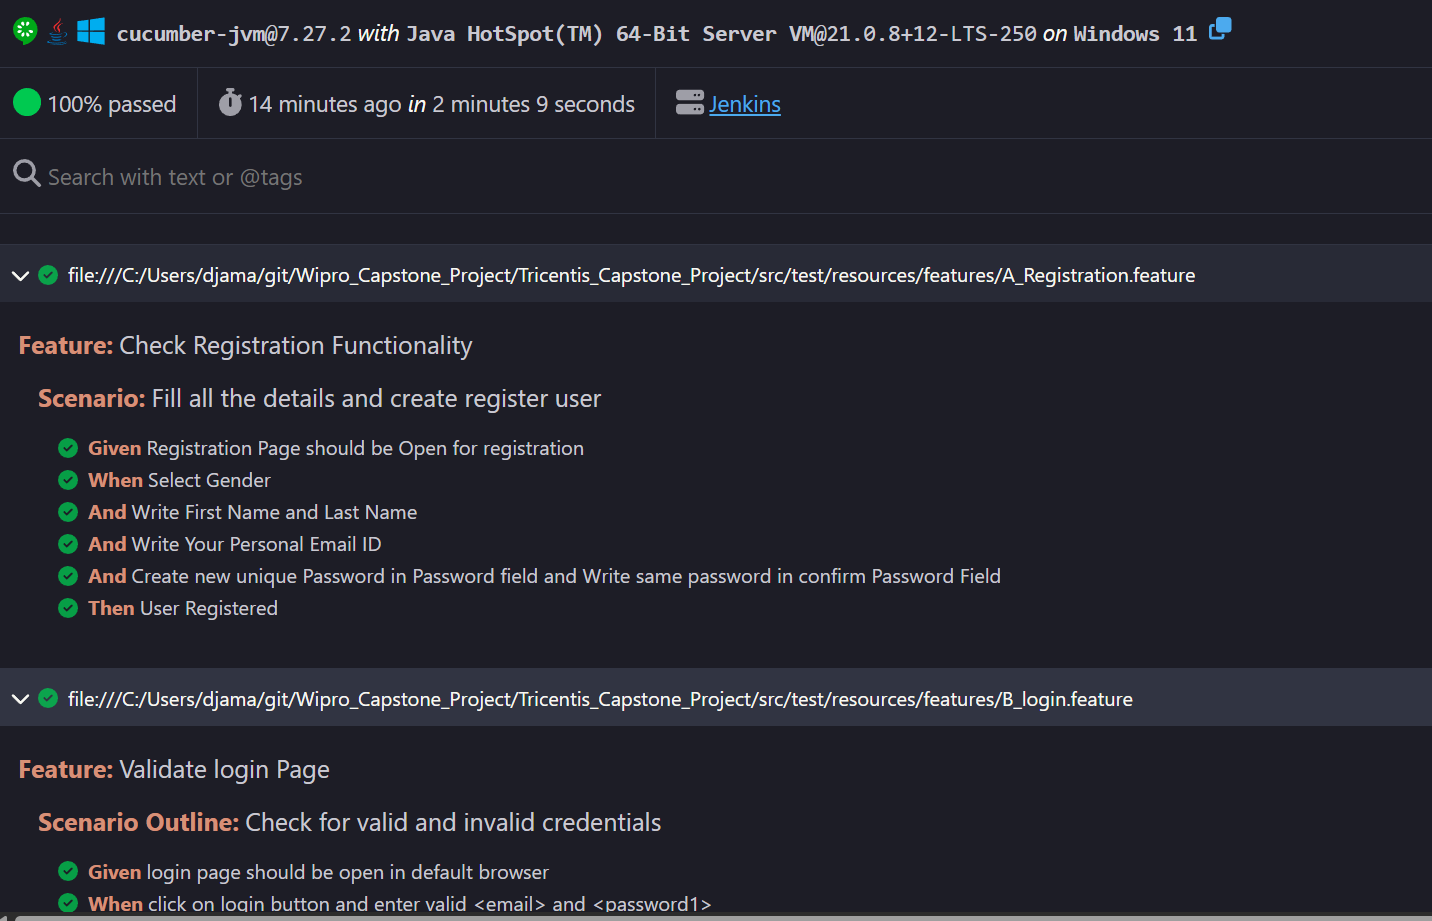 cucumber-jvm@7.27.2 with Java HotSpot(TM) 64-Bit Server VM@21.0.8+12-LTS-250 on Windows 11
100% passed
14 minutes ago in 2 minutes 9 seconds
Jenkins
Search with text or @tags
file:///C:/Users/djama/git/Wipro_Capstone_Project/Tricentis_Capstone_Project/src/test/resources/features/A_Registration.feature
Feature: Check Registration Functionality
Scenario: Fill all the details and create register user
Given Registration Page should be Open for registration
When Select Gender
And Write First Name and Last Name
And Write Your Personal Email ID
And Create new unique Password in Password field and Write same password in confirm Password Field
Then User Registered
file:///C:/Users/djama/git/Wipro_Capstone_Project/Tricentis_Capstone_Project/src/test/resources/features/B_login.feature
Feature: Validate login Page
Scenario Outline: Check for valid and invalid credentials
Given login page should be open in default browser
When click on login button and enter valid <email> and <password1>